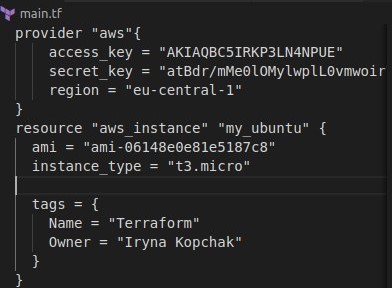 main.tf
provider "aws"{
access_key = "AKIAQBC5IRKP3LN4NPUE"
secret_key = "atBdr/mMe0lOMylwplL0vmwoir
region = "eu-central-1"
}
resource "aws_instance" "my_ubuntu" {
ami = "ami-06148e0e81e5187c8"
instance_type = "t3.micro"
tags = {
Name = "Terraform"
Owner = "Iryna Kopchak"
}
}